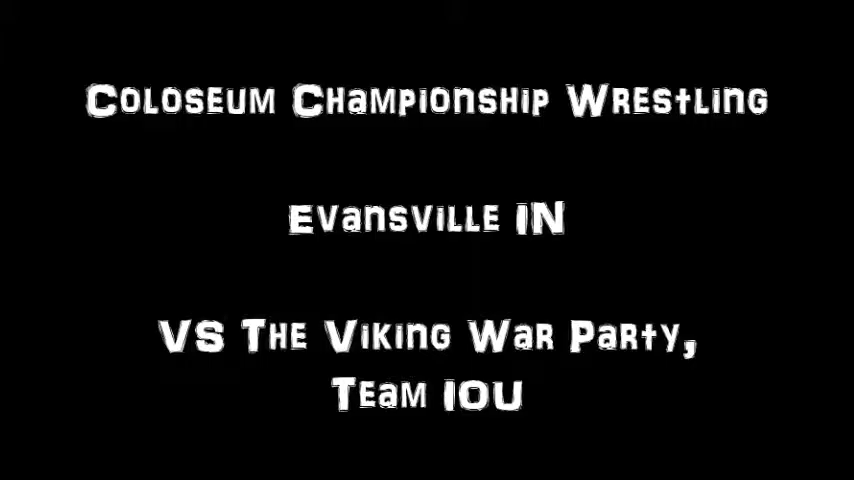 Coloseum Championship Wrestling
Evansville IN
VS The Viking War Party,
Team IOU